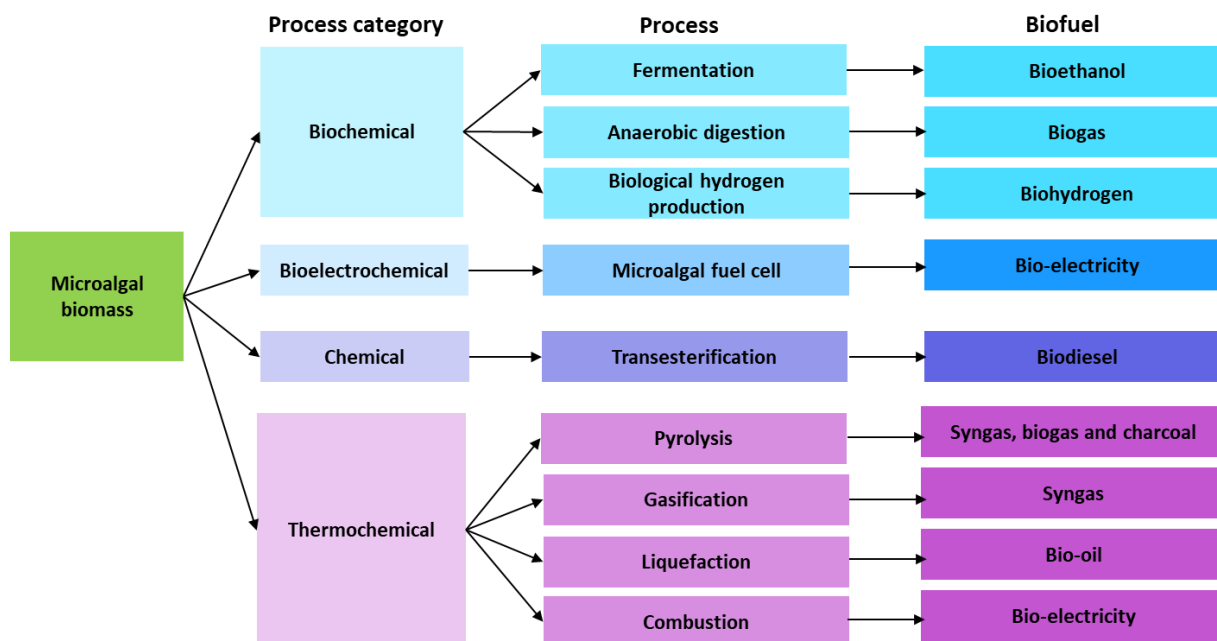 Process category
Process
Biofuel
Microalgal
biomass
Biochemical
Fermentation
Bioethanol
Anaerobic digestion
Biogas
Biological hydrogen
production
Biohydrogen
Bioelectrochemical
Microalgal fuel cell
Bio-electricity
Chemical
Transesterification
Biodiesel
Thermochemical
Pyrolysis
Syngas, biogas and charcoal
Gasification
Syngas
Liquefaction
Bio-oil
Combustion
Bio-electricity